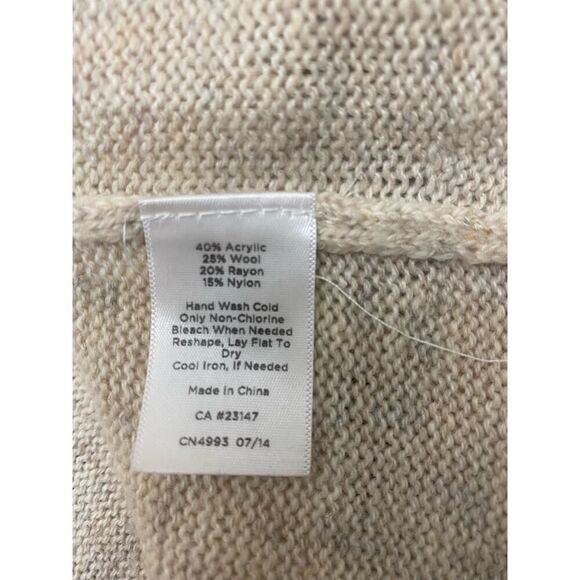 40% Acrylic
25% Wool
20% Rayon
15% Nylon
Hand Wash Cold
Only Non-Chlorine
Bleach When Needed
Reshape, Lay Flat To
Dry
Cool Iron, If Needed
Made in China
CA #23147
CN4993 07/14